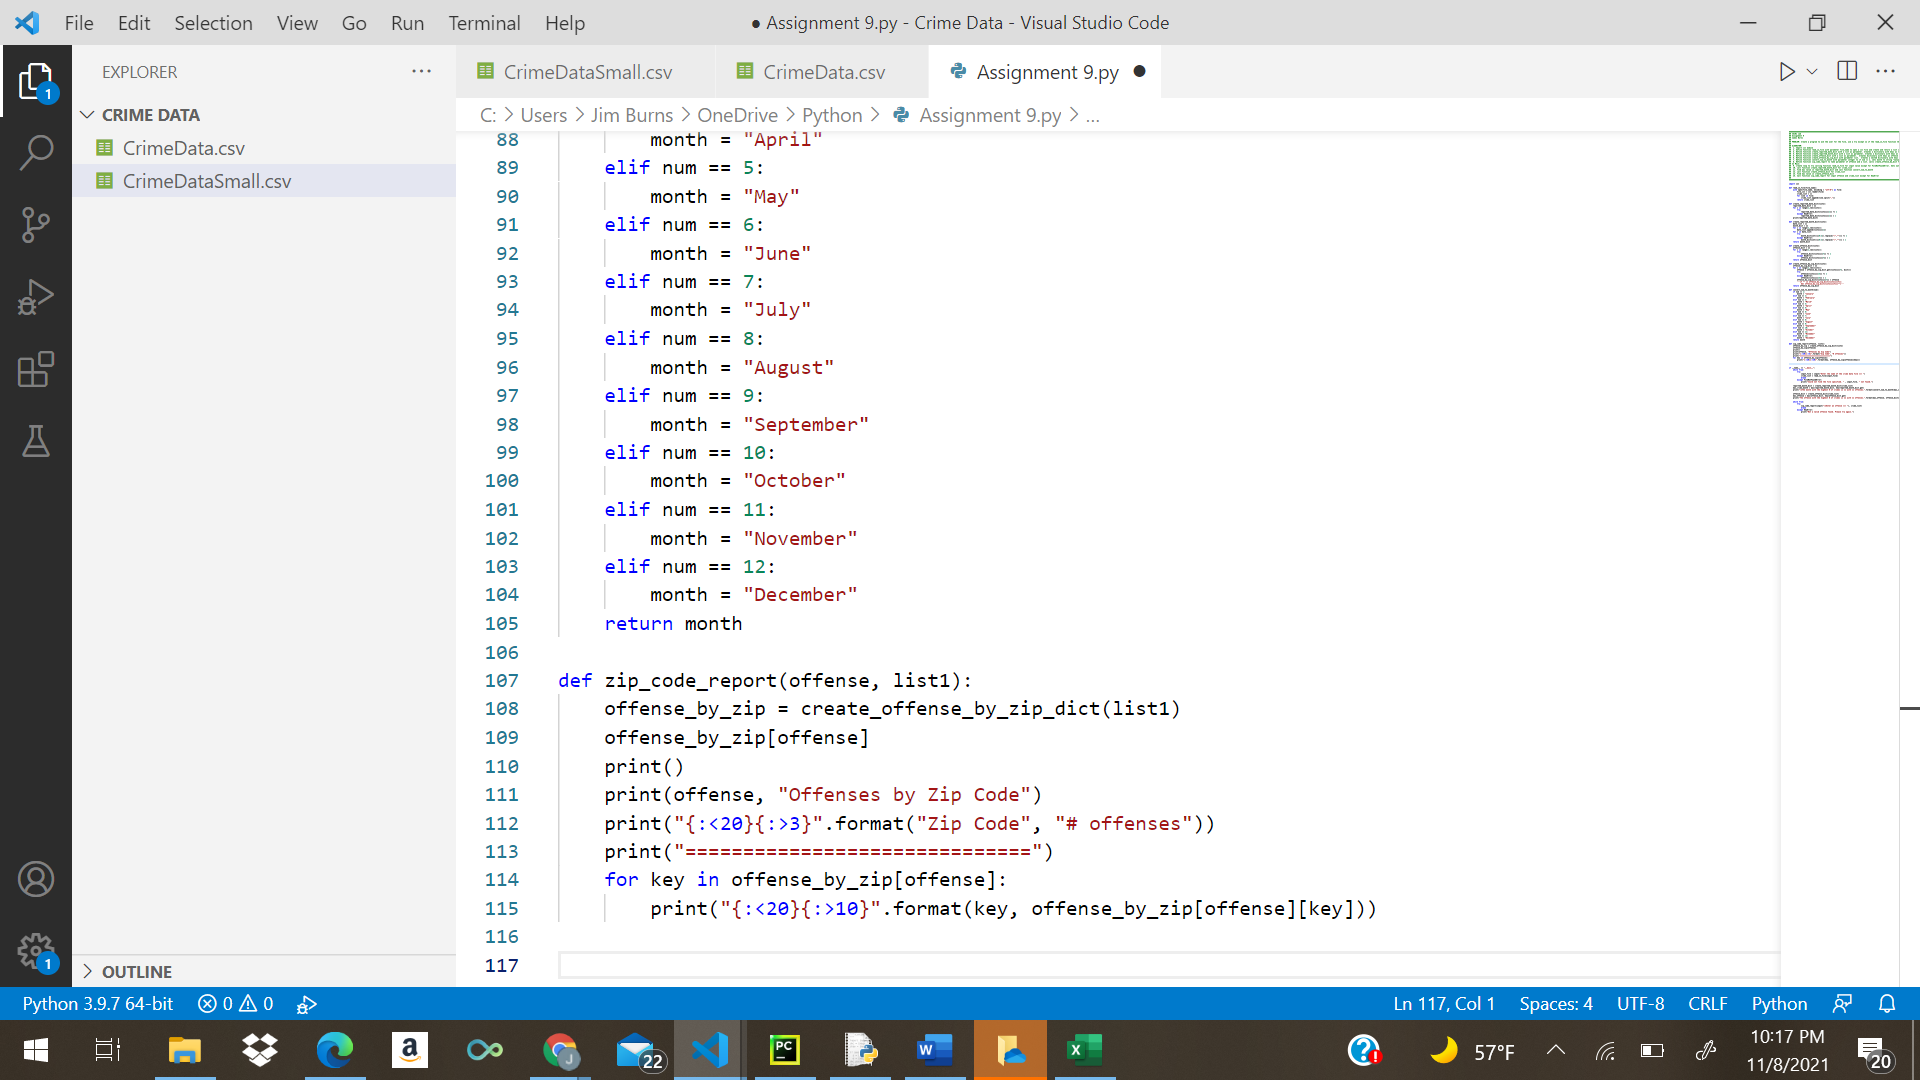 File Edit Selection View Go Run Terminal Help ● Assignment 9.py - Crime Data - Visual Studio Code
EXPLORER
CrimeDataSmall.csv CrimeData.csv Assignment 9.py
CRIME DATA
CrimeData.csv
CrimeDataSmall.csv
C: > Users > Jim Burns > OneDrive > Python > Assignment 9.py > ...
88 month = "April"
89 elif num == 5:
90 month = "May"
91 elif num == 6:
92 month = "June"
93 elif num == 7:
94 month = "July"
95 elif num == 8:
96 month = "August"
97 elif num == 9:
98 month = "September"
99 elif num == 10:
100 month = "October"
101 elif num == 11:
102 month = "November"
103 elif num == 12:
104 month = "December"
105 return month
106
107 def zip_code_report(offense, list1):
108 offense_by_zip = create_offense_by_zip_dict(list1)
109 offense_by_zip[offense]
110 print()
111 print(offense, "Offenses by Zip Code")
112 print("{:<20}{:>3}".format("Zip Code", "# offenses"))
113 print("==============================")
114 for key in offense_by_zip[offense]:
115 print("{:<20}{:>10}".format(key, offense_by_zip[offense][key]))
116
117
1
1
OUTLINE
Python 3.9.7 64-bit 0 0 Ln 117, Col 1 Spaces: 4 UTF-8 CRLF Python
a J 22 PC W X 57°F 10:17 PM
11/8/2021 20